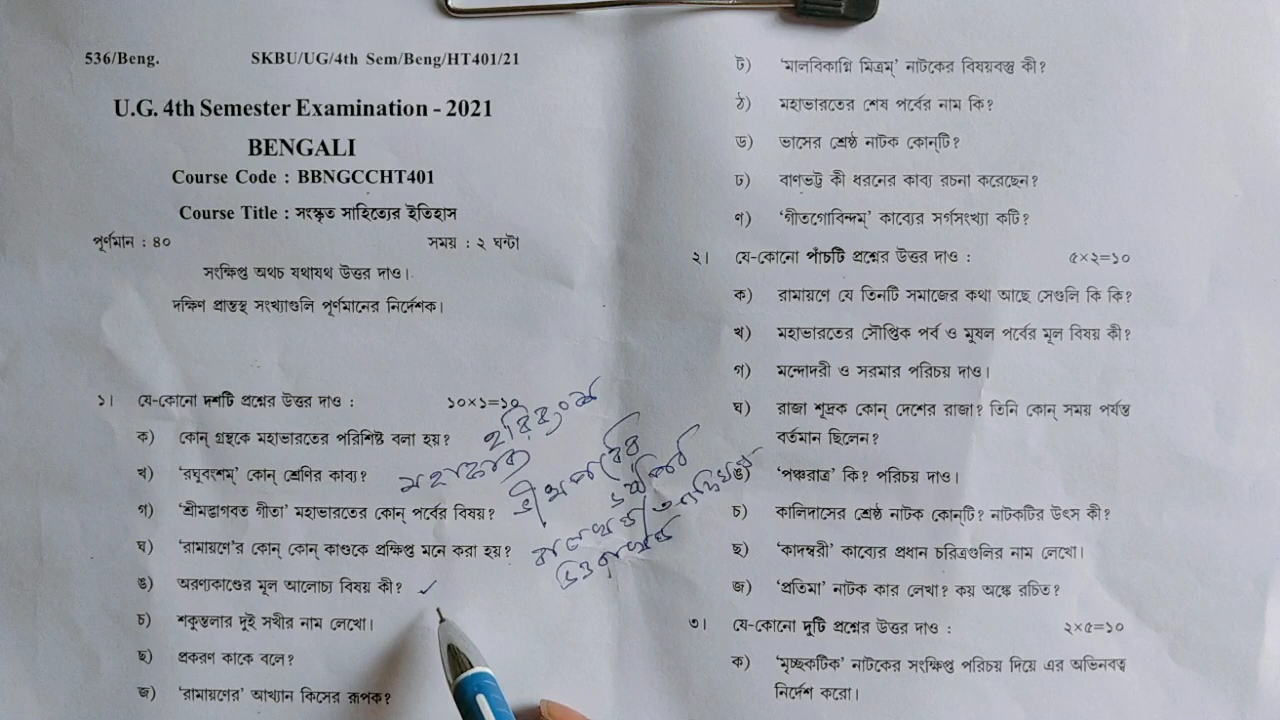 536/Beng. SKBU/UG/4th Sem/Beng/HT401/21
U.G. 4th Semester Examination - 2021
BENGALI
Course Code : BBNGCCHT401
Course Title : সংস্কৃত সাহিত্যের ইতিহাস
পূর্ণমান : ৪০ সময় : ২ ঘন্টা
সংক্ষিপ্ত অথচ যথাযথ উত্তর দাও।
দক্ষিণ প্রান্তস্থ সংখ্যাগুলি পূর্ণমানের নির্দেশক।
১। যে-কোনো দশটি প্রশ্নের উত্তর দাও : ১০×১=১০
ক) কোন্ গ্রন্থকে মহাভারতের পরিশিষ্ট বলা হয়?
খ) 'রঘুবংশম্' কোন্ শ্রেণির কাব্য? মহাকাব্য
গ) 'শ্রীমদ্ভাগবত গীতা' মহাভারতের কোন্ পর্বের বিষয়? ভীষ্মপর্বের
ঘ) 'রামায়ণে'র কোন্ কোন্ কাণ্ডকে প্রক্ষিপ্ত মনে করা হয়?
ঙ) অরণ্যকাণ্ডের মূল আলোচ্য বিষয় কী?
চ) শকুন্তলার দুই সখীর নাম লেখো।
ছ) প্রকরণ কাকে বলে?
জ) 'রামায়ণের' আখ্যান কিসের রূপক?
ট) 'মালবিকাগ্নি মিত্রম্' নাটকের বিষয়বস্তু কী?
ঠ) মহাভারতের শেষ পর্বের নাম কি?
ড) ভাসের শ্রেষ্ঠ নাটক কোন্‌টি?
ঢ) বাণভট্ট কী ধরনের কাব্য রচনা করেছেন?
ণ) 'গীতগোবিন্দম্' কাব্যের সর্গসংখ্যা কটি?
২। যে-কোনো পাঁচটি প্রশ্নের উত্তর দাও : ৫×২=১০
ক) রামায়ণে যে তিনটি সমাজের কথা আছে সেগুলি কি কি?
খ) মহাভারতের সৌপ্তিক পর্ব ও মুষল পর্বের মূল বিষয় কী?
গ) মন্দোদরী ও সরমার পরিচয় দাও।
ঘ) রাজা শূদ্রক কোন্ দেশের রাজা? তিনি কোন্ সময় পর্যন্ত
বর্তমান ছিলেন?
ঙ) 'পঞ্চরাত্র' কি? পরিচয় দাও।
চ) কালিদাসের শ্রেষ্ঠ নাটক কোন্‌টি? নাটকটির উৎস কী?
ছ) 'কাদম্বরী' কাব্যের প্রধান চরিত্রগুলির নাম লেখো।
জ) 'প্রতিমা' নাটক কার লেখা? কয় অঙ্কে রচিত?
৩। যে-কোনো দুটি প্রশ্নের উত্তর দাও : ২×৫=১০
ক) 'মৃচ্ছকটিক' নাটকের সংক্ষিপ্ত পরিচয় দিয়ে এর অভিনবত্ব
নির্দেশ করো।